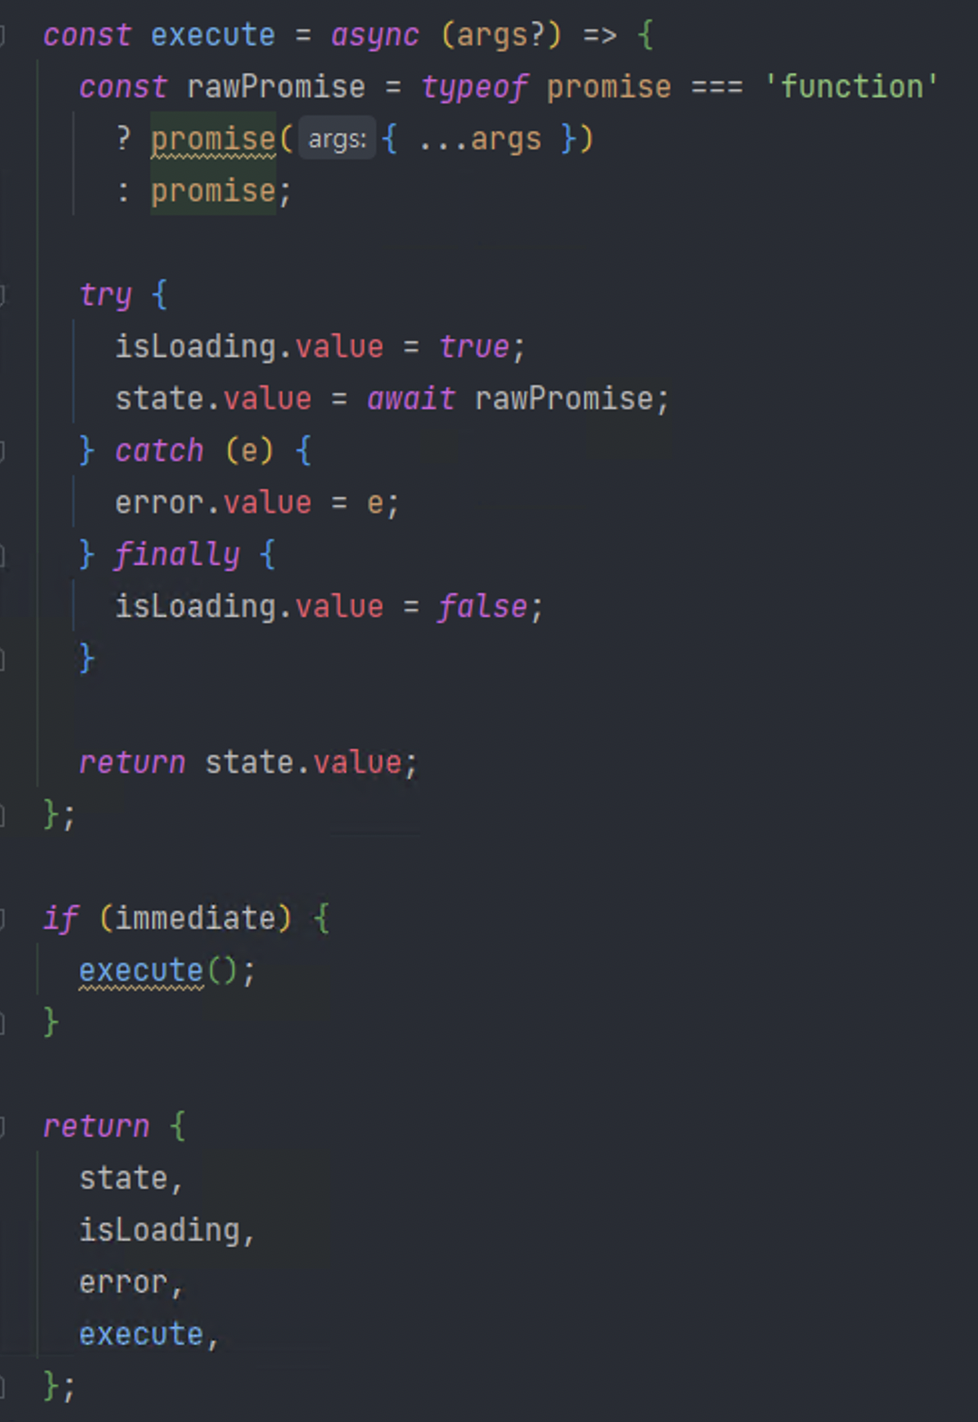 const execute = async (args?) => {
const rawPromise = typeof promise === 'function'
? promise( args: { ...args })
: promise;
try {
isLoading.value = true;
state.value = await rawPromise;
} catch (e) {
error.value = e;
} finally {
isLoading.value = false;
}
return state.value;
};
if (immediate) {
execute();
}
return {
state,
isLoading,
error,
execute,
};